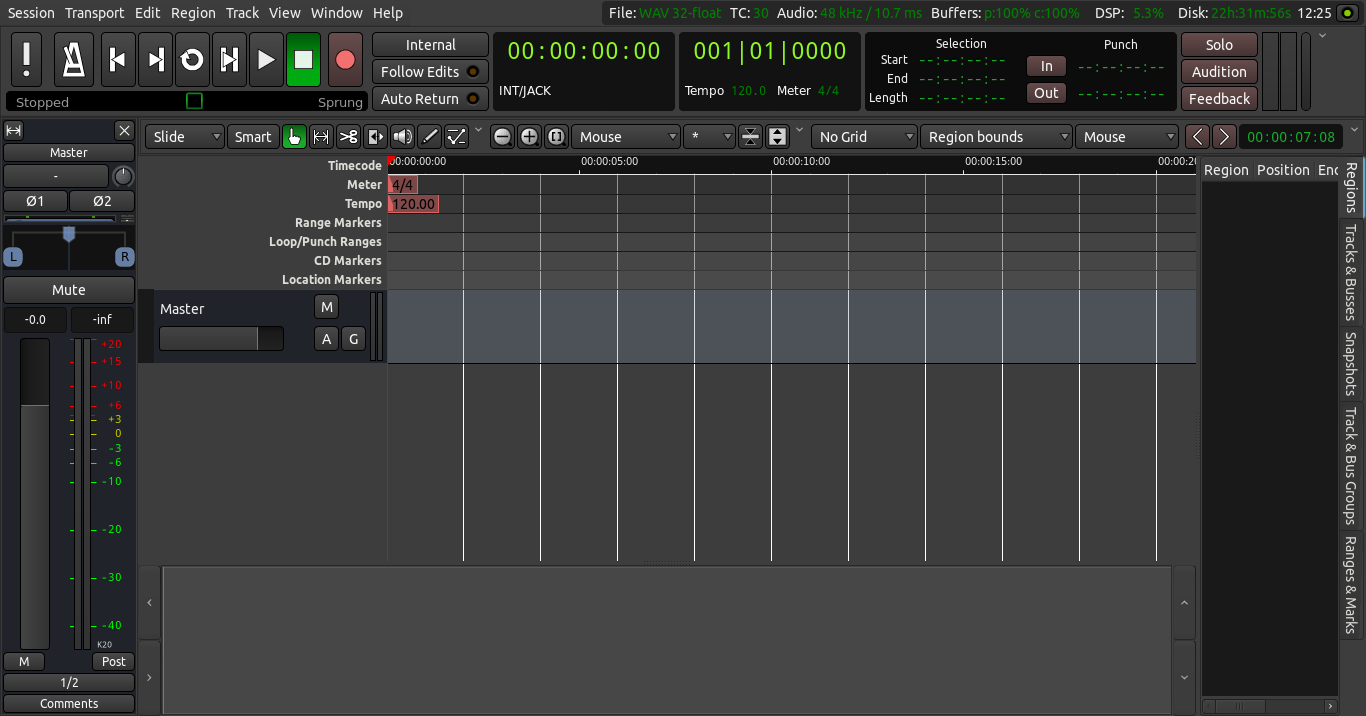 Session Transport Edit Region Track View Window Help
File: WAV 32-float TC: 30 Audio: 48 kHz / 10.7 ms Buffers: p:100% c:100% DSP: 5.3% Disk: 22h:31m:56s 12:25
Internal
Follow Edits
Auto Return
Stopped
Sprung
00:00:00:00
INT/JACK
001|01|0000
Tempo 120.0 Meter 4/4
Selection
Punch
Start --:--:--:--
End --:--:--:--
Length --:--:--:--
In --:--:--:--
Out --:--:--:--
Solo
Audition
Feedback
Slide
Smart
Mouse
*
No Grid
Region bounds
Mouse
00:00:07:08
Master
-
Ø1
Ø2
L
R
Mute
-0.0
-inf
+20
+15
+10
+6
+3
0
-3
-6
-10
-20
-30
-40
K20
M
Post
1/2
Comments
Timecode
00:00:00:00 00:00:05:00 00:00:10:00 00:00:15:00
Meter
4/4
Tempo
120.00
Range Markers
Loop/Punch Ranges
CD Markers
Location Markers
Master
M
A
G
Region Position
Regions
Tracks & Busses
Snapshots
Track & Bus Groups
Ranges & Marks